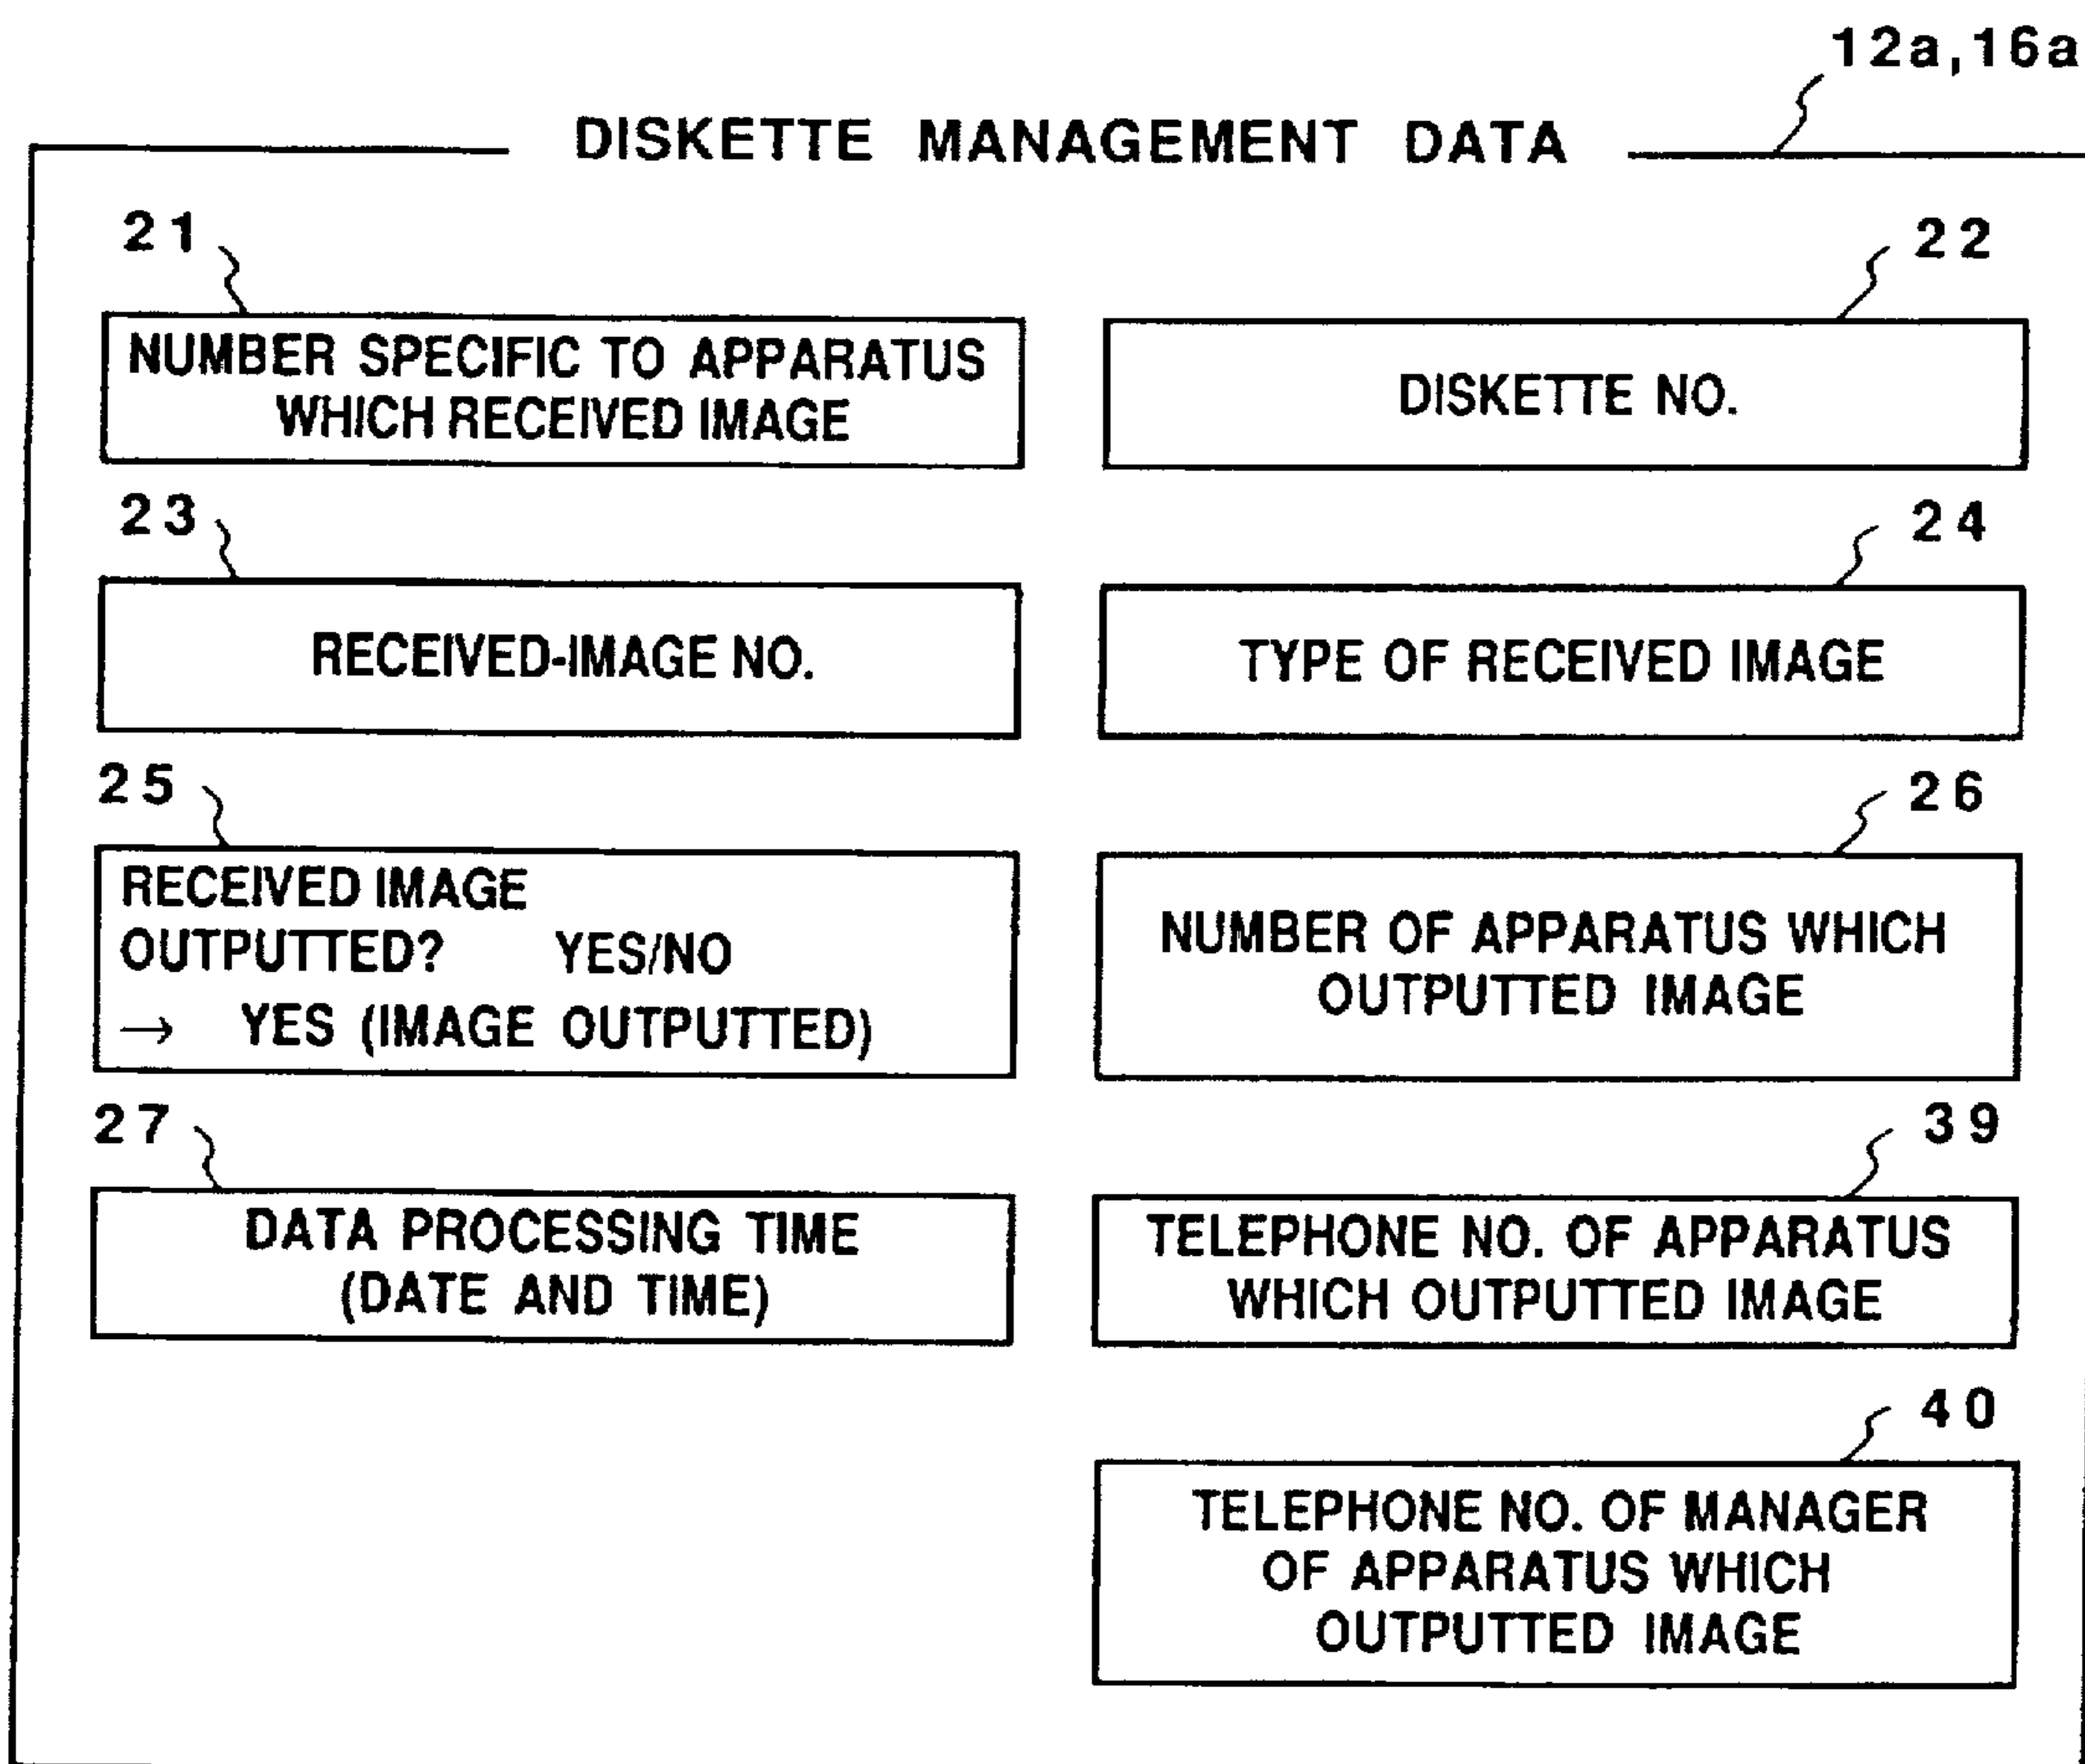 12a,16a
DISKETTE MANAGEMENT DATA
21
NUMBER SPECIFIC TO APPARATUS
WHICH RECEIVED IMAGE
22
DISKETTE NO.
23
RECEIVED-IMAGE NO.
24
TYPE OF RECEIVED IMAGE
25
RECEIVED IMAGE
OUTPUTTED? YES/NO
→ YES (IMAGE OUTPUTTED)
26
NUMBER OF APPARATUS WHICH
OUTPUTTED IMAGE
27
DATA PROCESSING TIME
(DATE AND TIME)
39
TELEPHONE NO. OF APPARATUS
WHICH OUTPUTTED IMAGE
40
TELEPHONE NO. OF MANAGER
OF APPARATUS WHICH
OUTPUTTED IMAGE